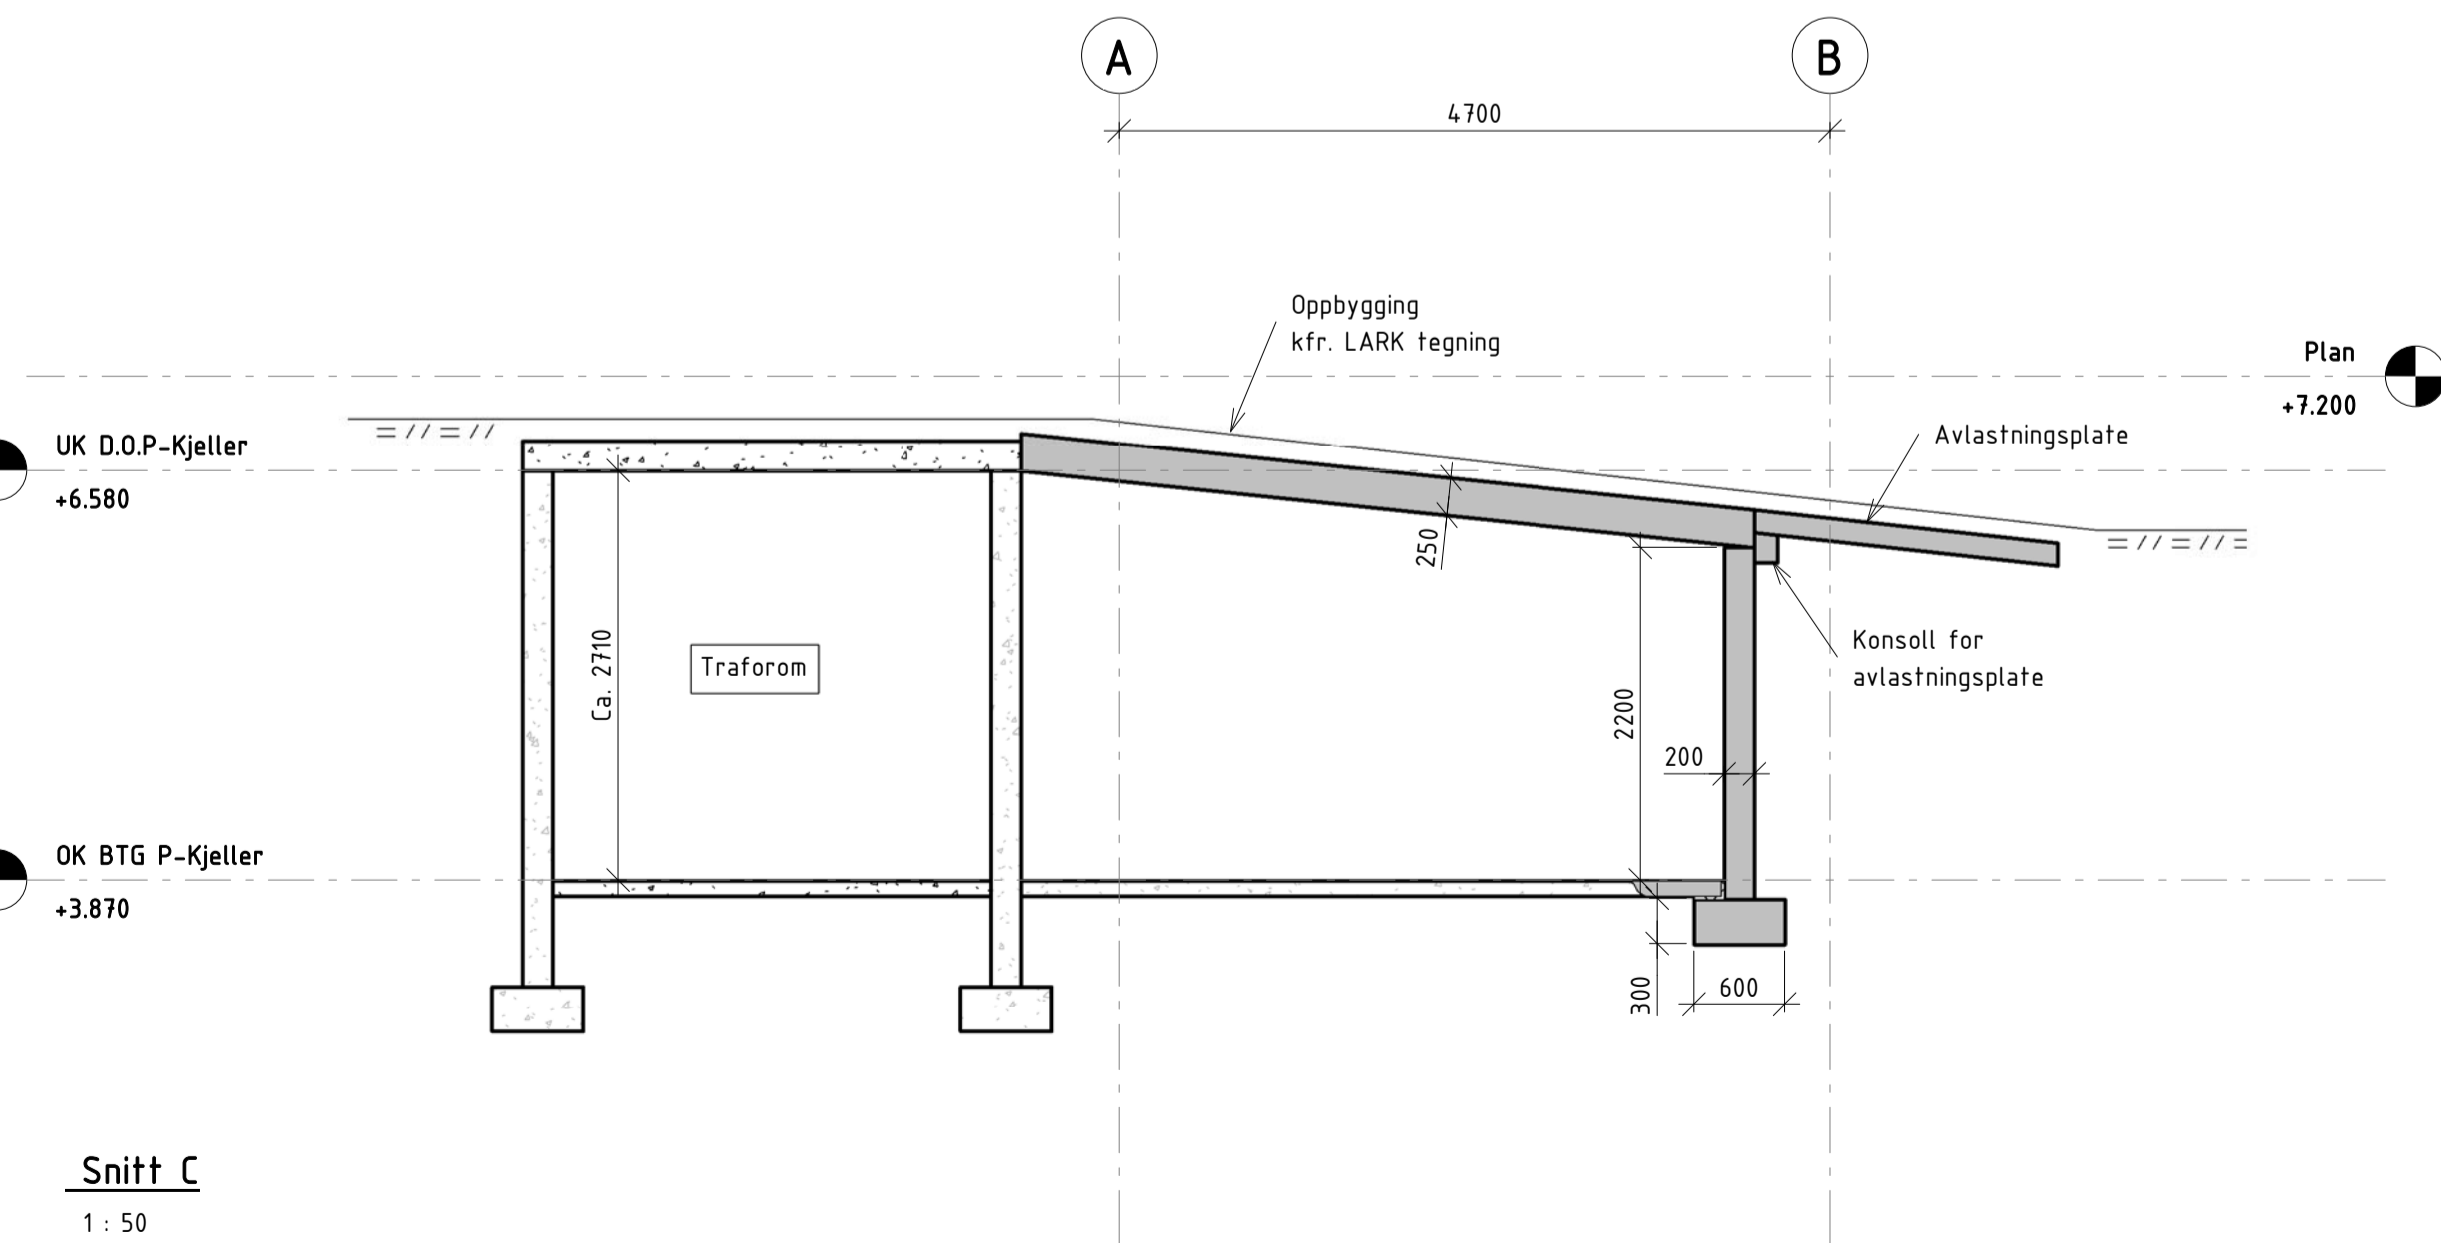 A
B
4700
Oppbygging
kfr. LARK tegning
Plan
+7.200
UK D.O.P-Kjeller
+6.580
Avlastningsplate
250
Ca. 2710
Traforom
Konsoll for
avlastningsplate
2200
200
OK BTG P-Kjeller
+3.870
300
600
Snitt C
1 : 50